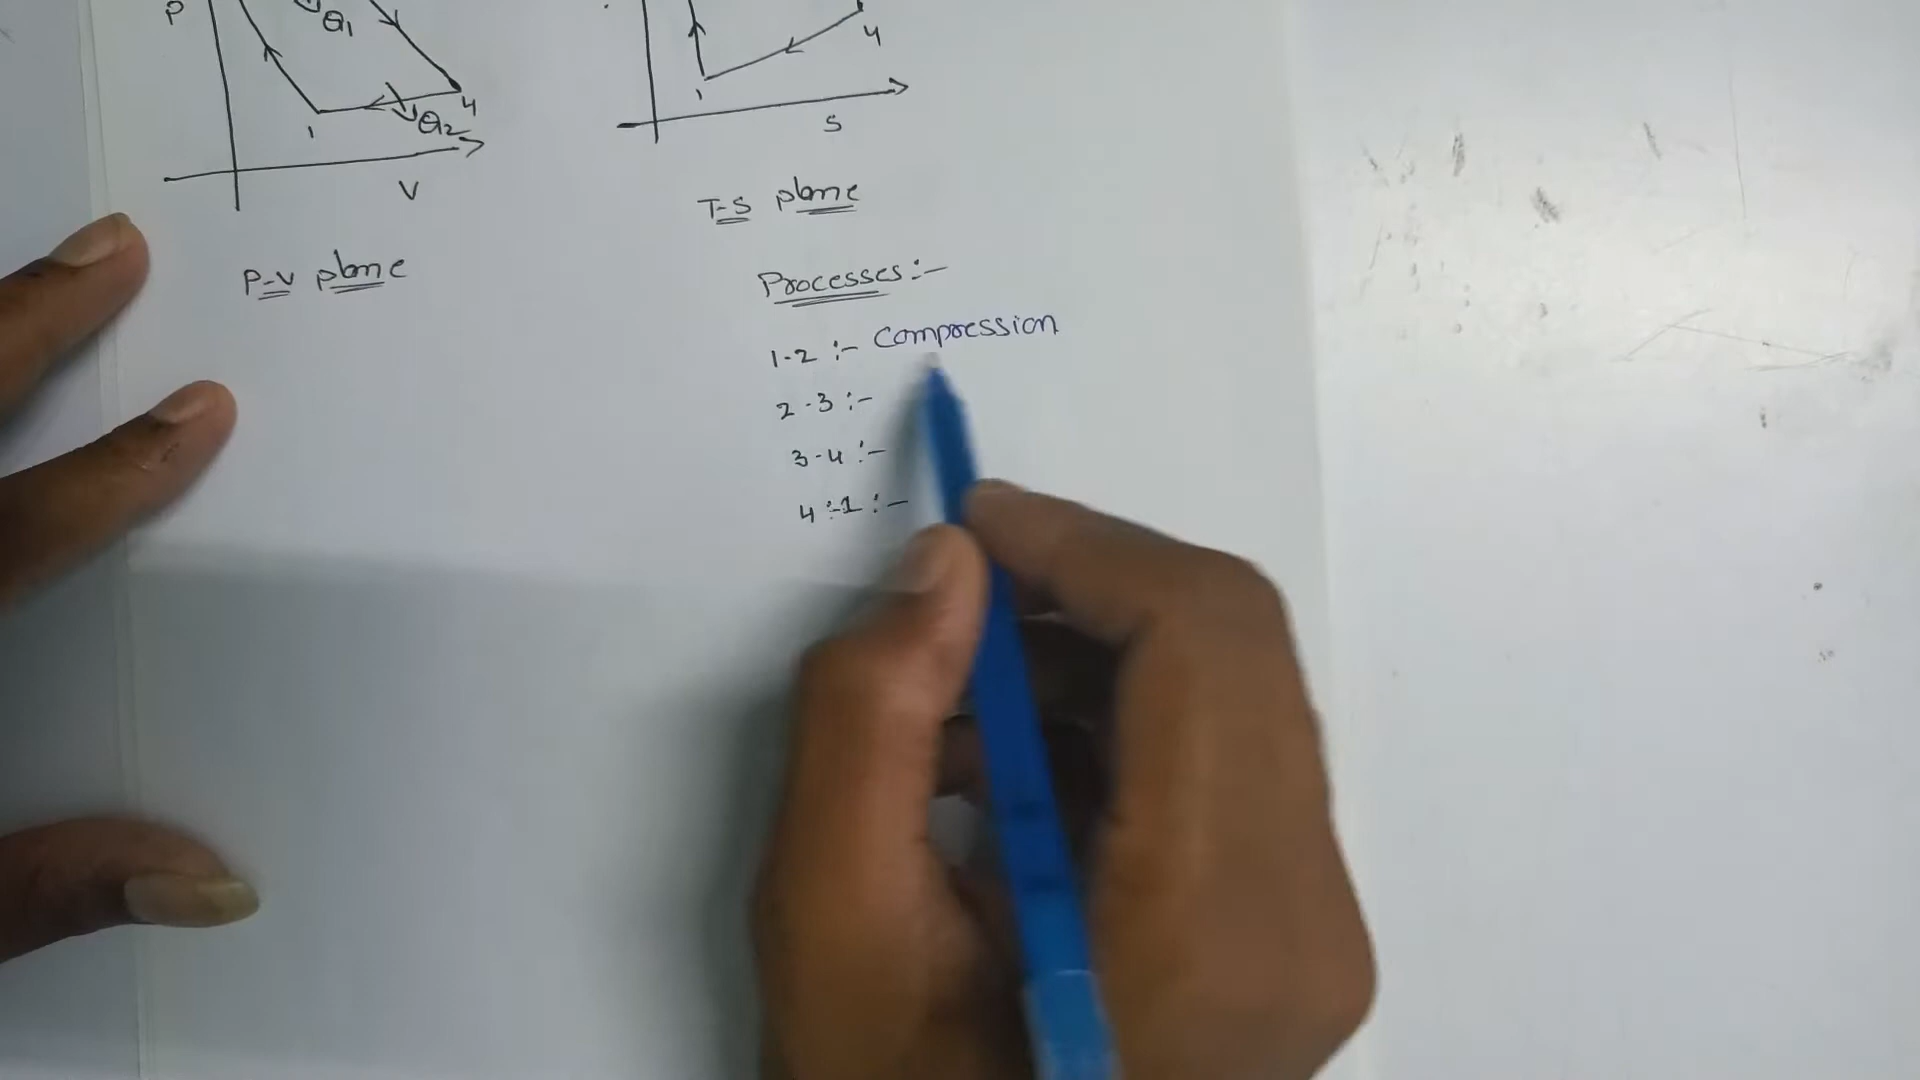 P
Q1
4
1
Q2
V
P-V plane
4
1
S
T-S plane
Processes:-
1-2 :- Compression
2-3 :-
3-4 :-
4:-1 :-